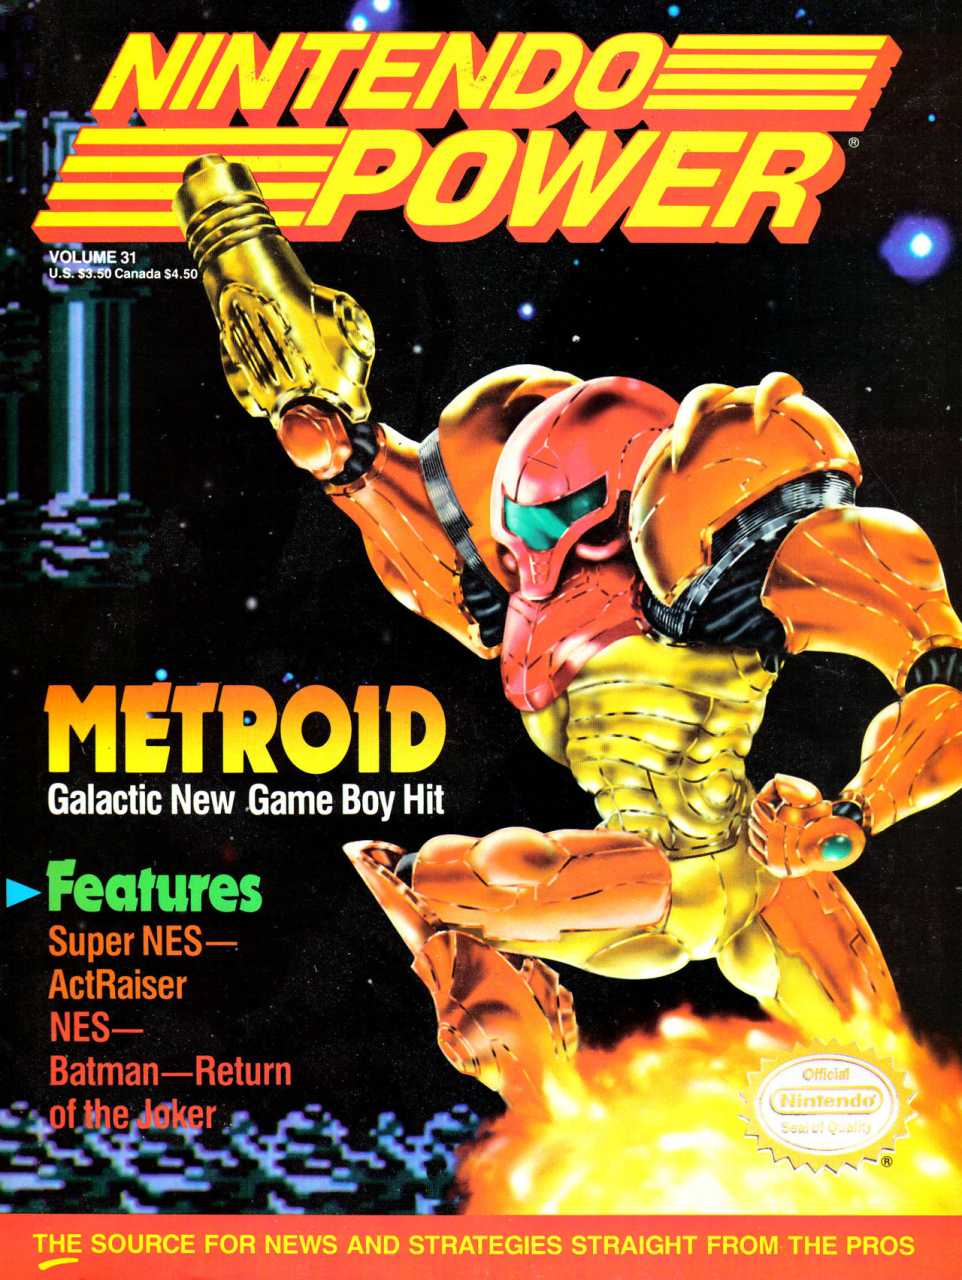 NINTENDO
POWER
®
VOLUME 31
U.S. $3.50 Canada $4.50
METROID
Galactic New Game Boy Hit
Features
Super NES—
ActRaiser
NES—
Batman—Return
of the Joker
Official
Nintendo
Seal of Quality
®
THE SOURCE FOR NEWS AND STRATEGIES STRAIGHT FROM THE PROS